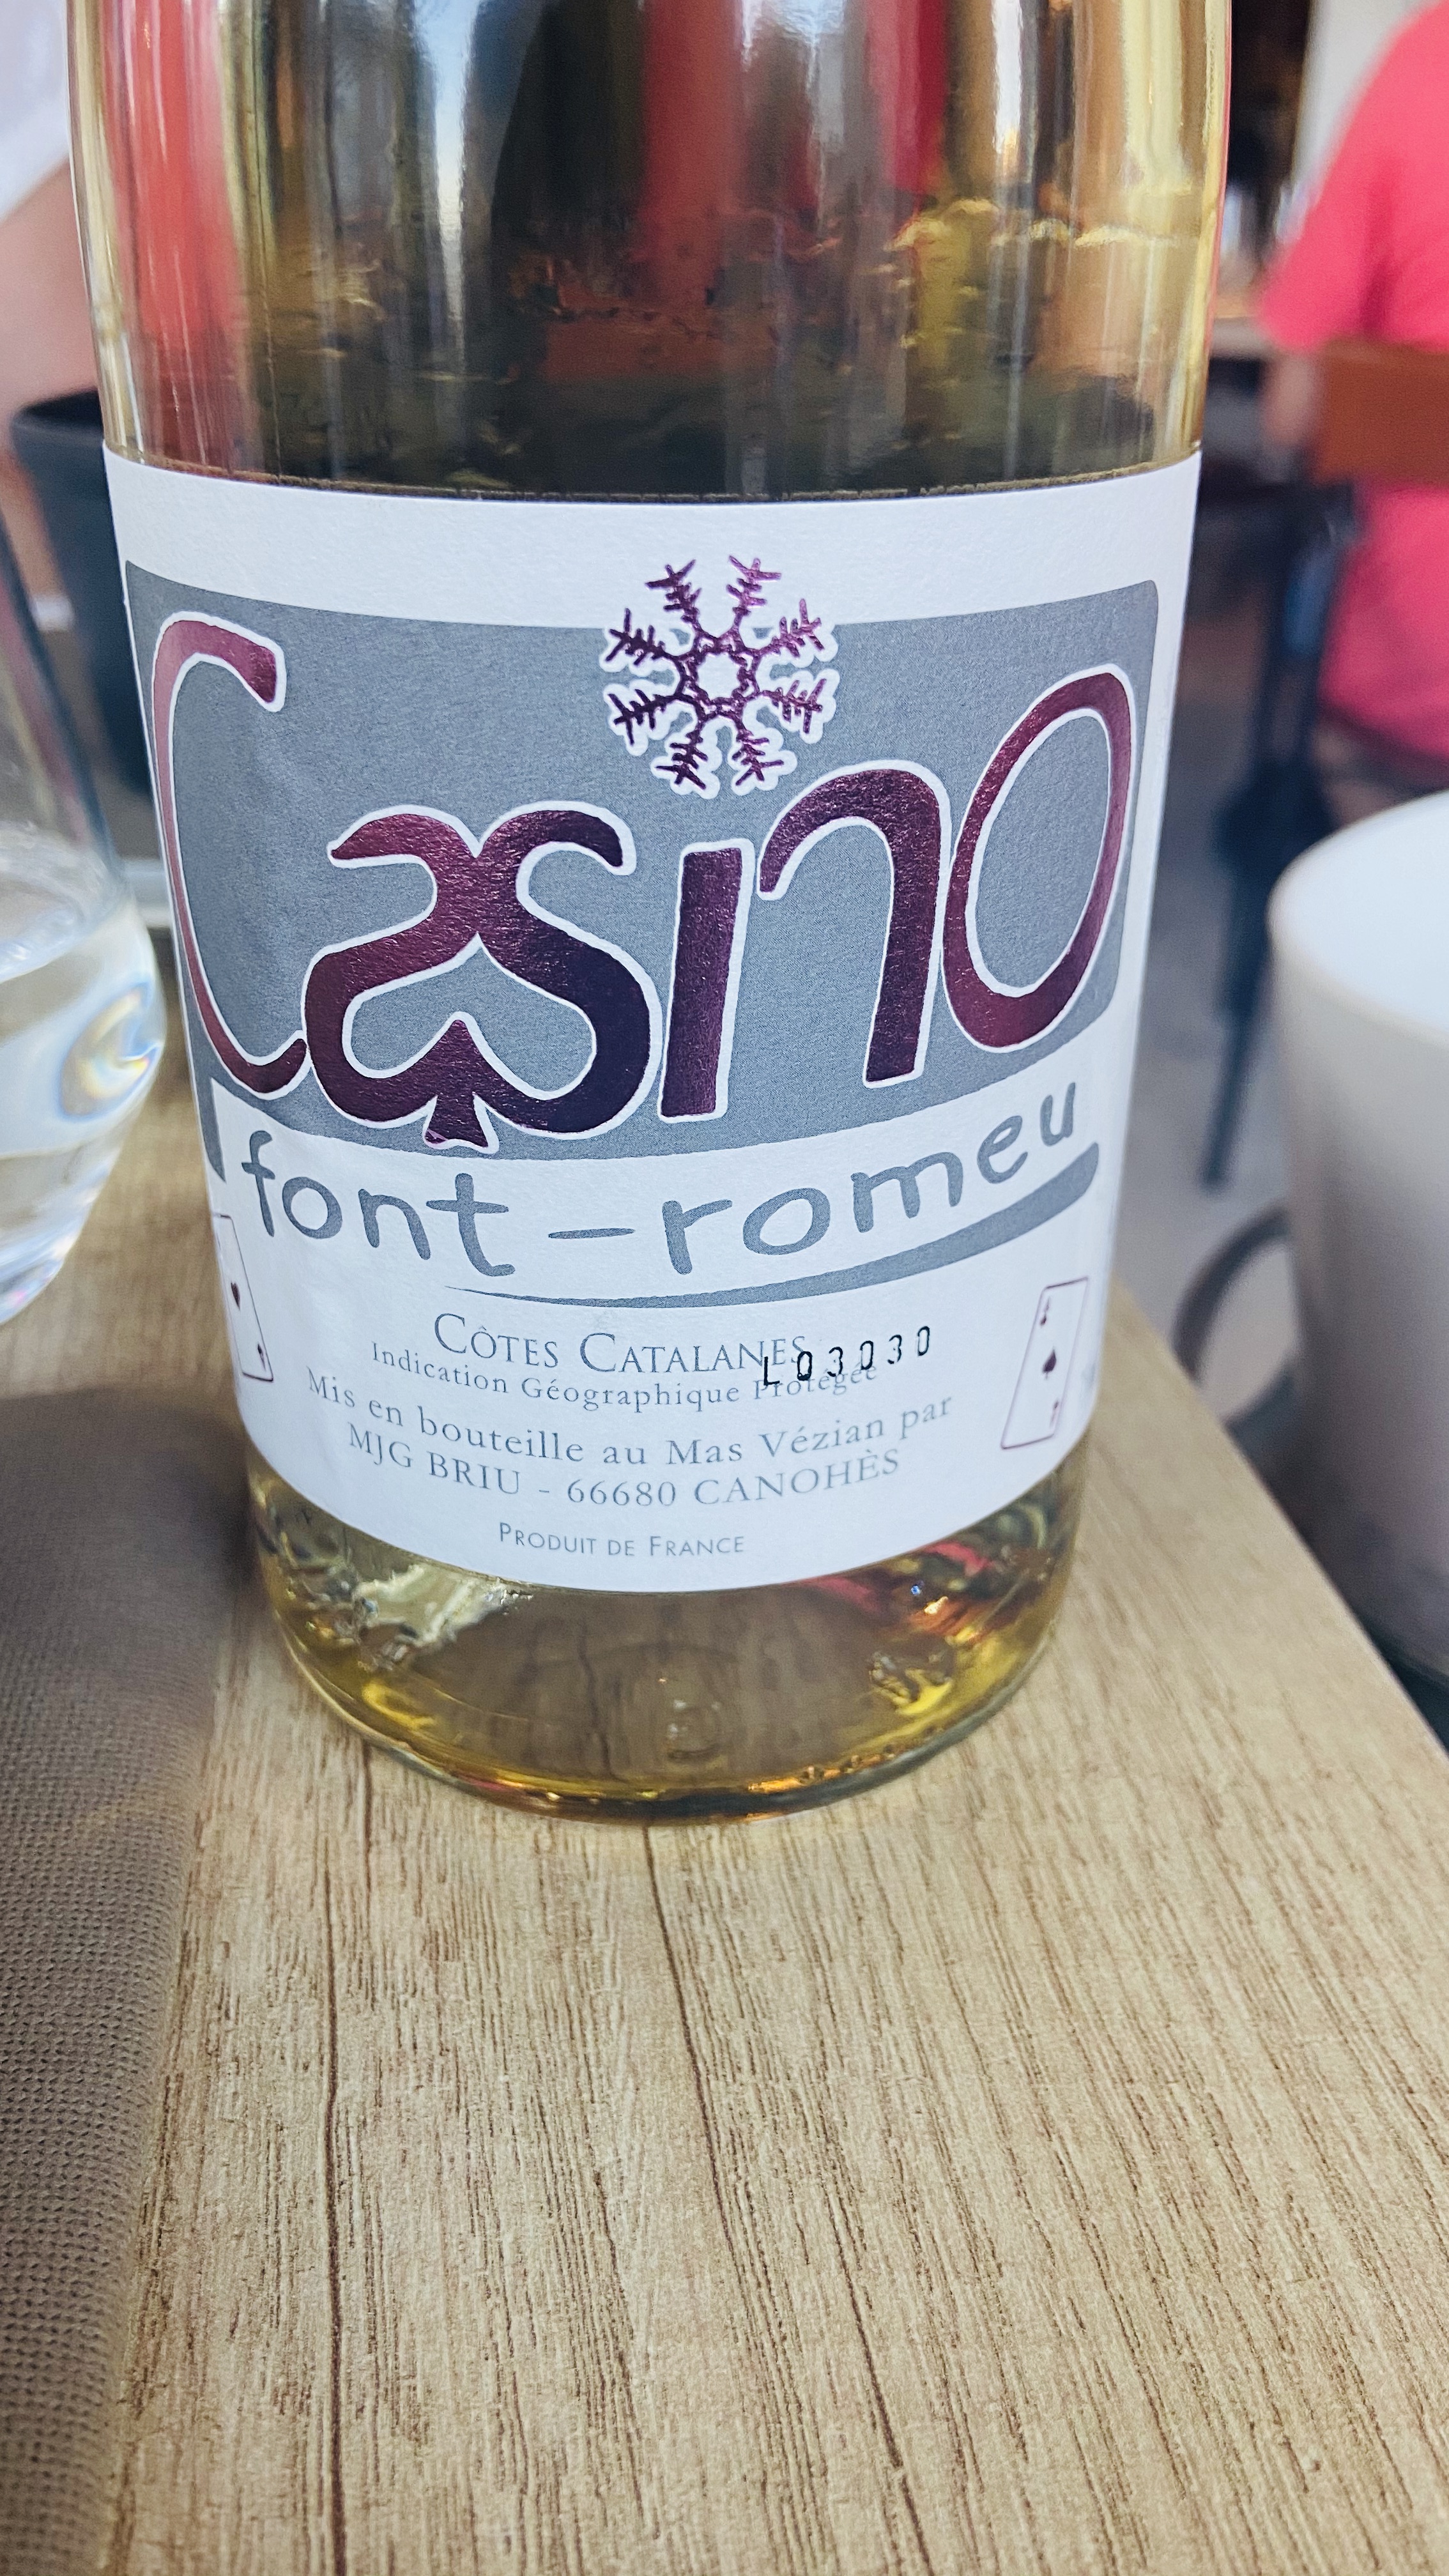 Casino
font-romeu
CÔTES CATALANES
L03030
Indication Géographique Protégée
Mis en bouteille au Mas Vézian par
MJG BRIU - 66680 CANOHÈS
PRODUIT DE FRANCE